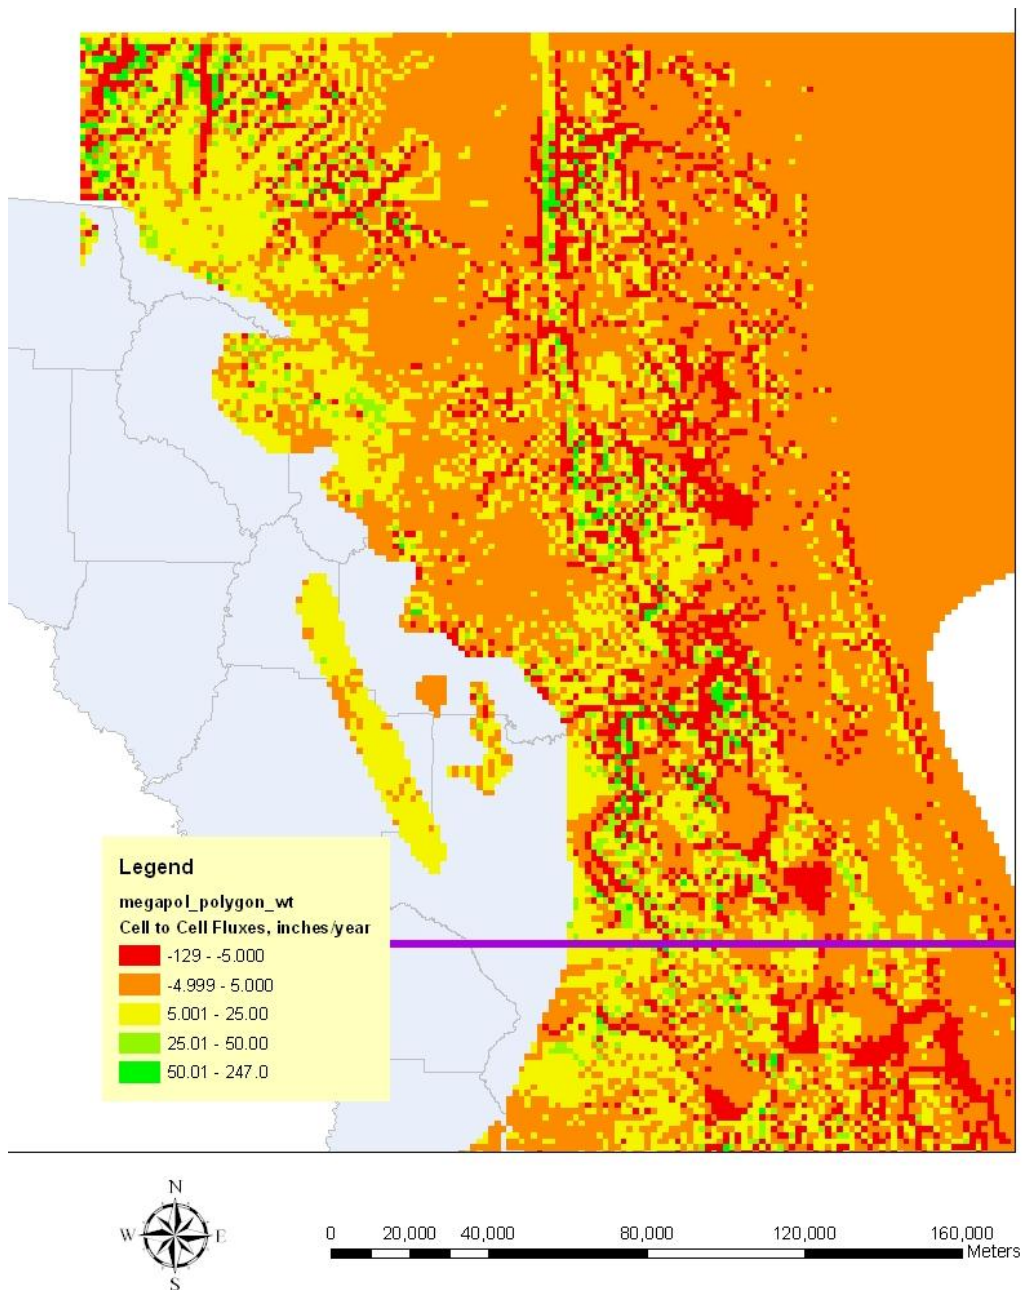 Legend
megapol_polygon_wt
Cell to Cell Fluxes, inches/year
-129 - -5.000
-4.999 - 5.000
5.001 - 25.00
25.01 - 50.00
50.01 - 247.0
N
W E
S
0 20,000 40,000 80,000 120,000 160,000
Meters